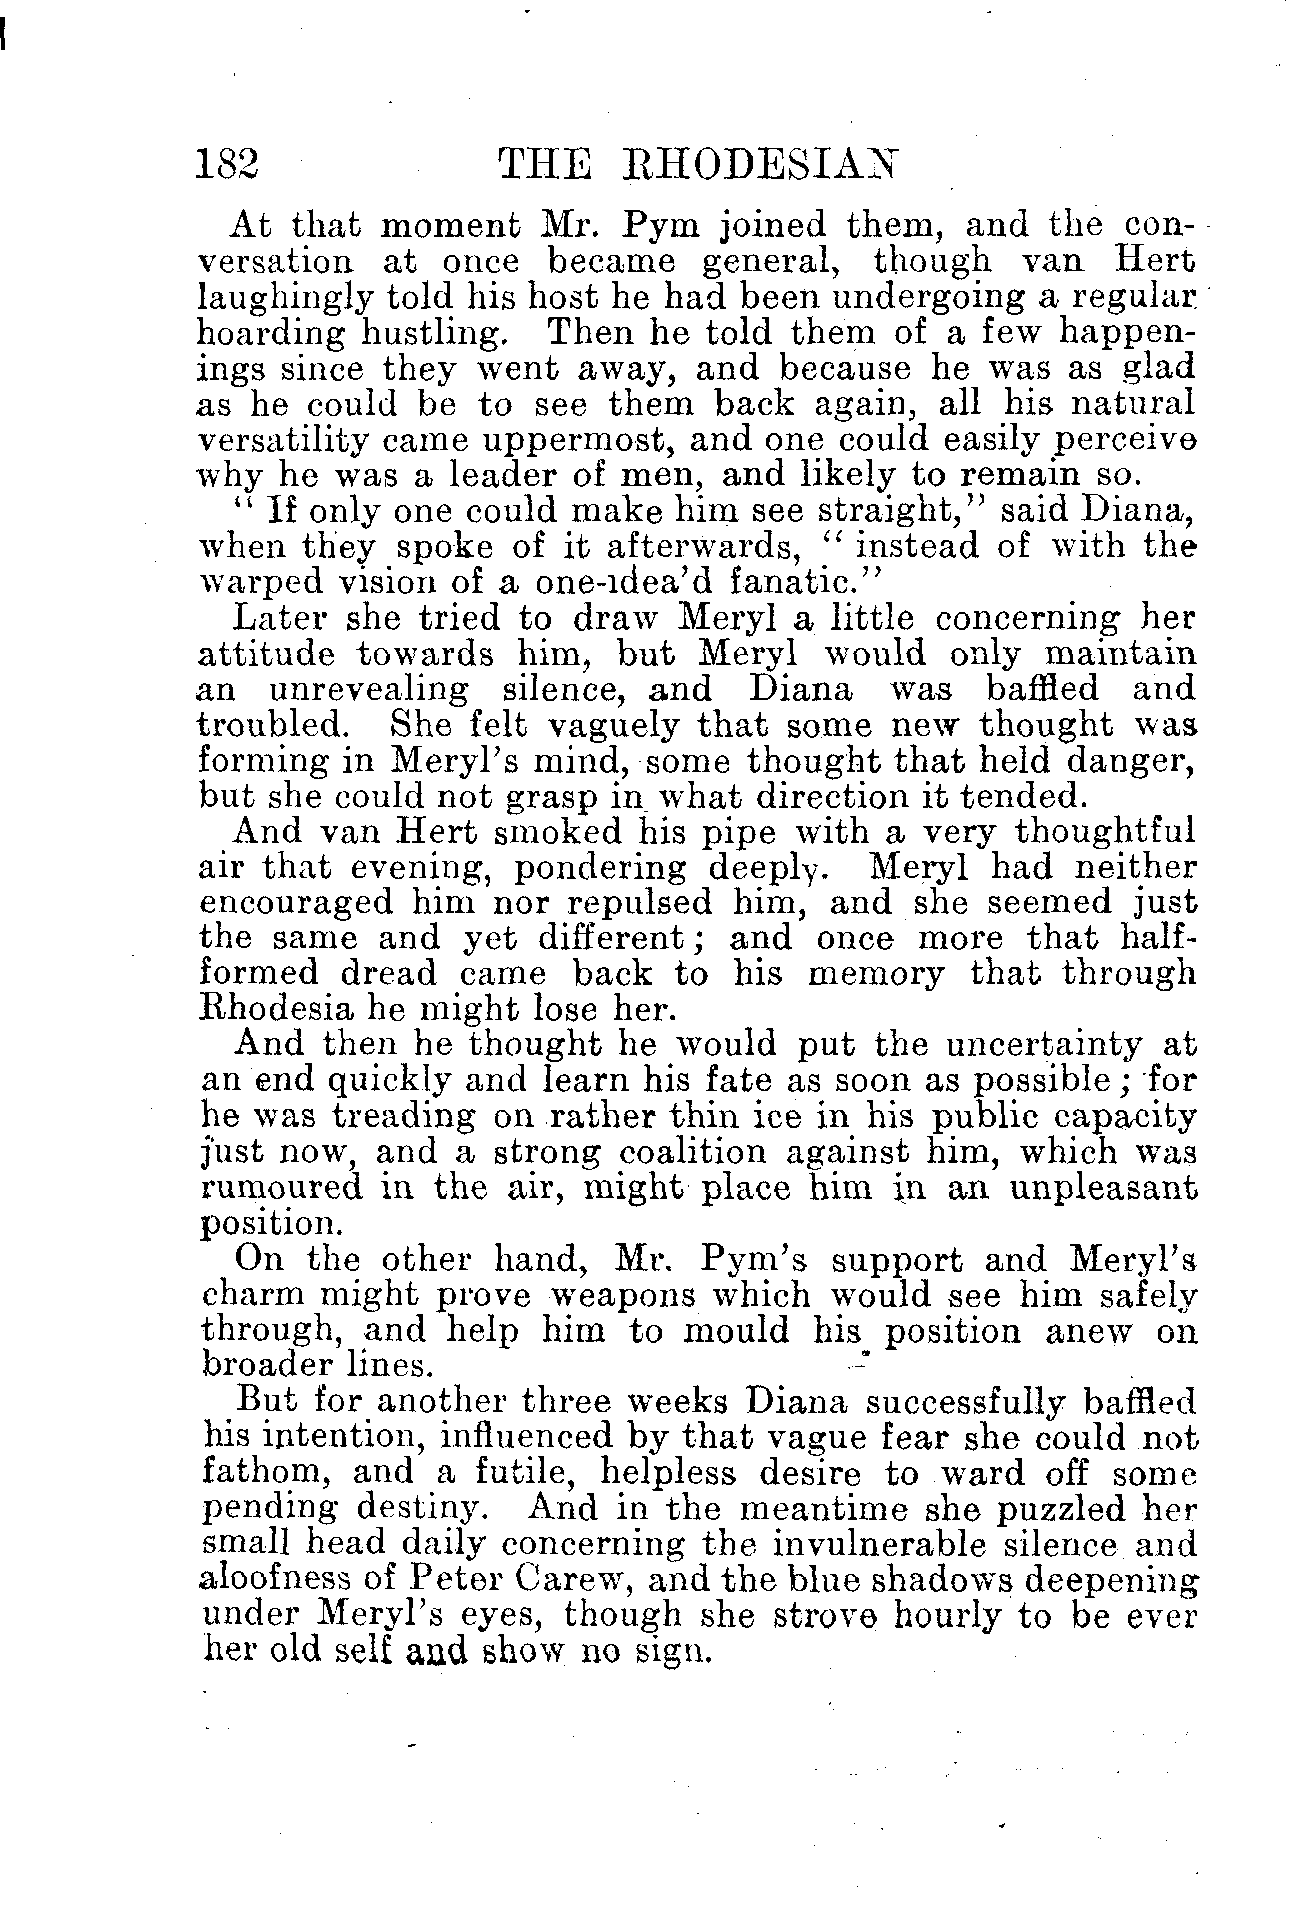 182 THE RHODESIAN
At that moment Mr. Pym joined them, and the con-
versation at once became general, though van Hert
laughingly told his host he had been undergoing a regular
hoarding hustling. Then he told them of a few happen-
ings since they went away, and because he was as glad
as he could be to see them back again, all his natural
versatility came uppermost, and one could easily perceive
why he was a leader of men, and likely to remain so.
" If only one could make him see straight," said Diana,
when they spoke of it afterwards, " instead of with the
warped vision of a one-idea'd fanatic."
Later she tried to draw Meryl a little concerning her
attitude towards him, but Meryl would only maintain
an unrevealing silence, and Diana was baffled and
troubled. She felt vaguely that some new thought was
forming in Meryl's mind, some thought that held danger,
but she could not grasp in what direction it tended.
And van Hert smoked his pipe with a very thoughtful
air that evening, pondering deeply. Meryl had neither
encouraged him nor repulsed him, and she seemed just
the same and yet different; and once more that half-
formed dread came back to his memory that through
Rhodesia he might lose her.
And then he thought he would put the uncertainty at
an end quickly and learn his fate as soon as possible; for
he was treading on rather thin ice in his public capacity
just now, and a strong coalition against him, which was
rumoured in the air, might place him in an unpleasant
position.
On the other hand, Mr. Pym's support and Meryl's
charm might prove weapons which would see him safely
through, and help him to mould his position anew on
broader lines.
But for another three weeks Diana successfully baffled
his intention, influenced by that vague fear she could not
fathom, and a futile, helpless desire to ward off some
pending destiny. And in the meantime she puzzled her
small head daily concerning the invulnerable silence and
aloofness of Peter Carew, and the blue shadows deepening
under Meryl's eyes, though she strove hourly to be ever
her old self and show no sign.